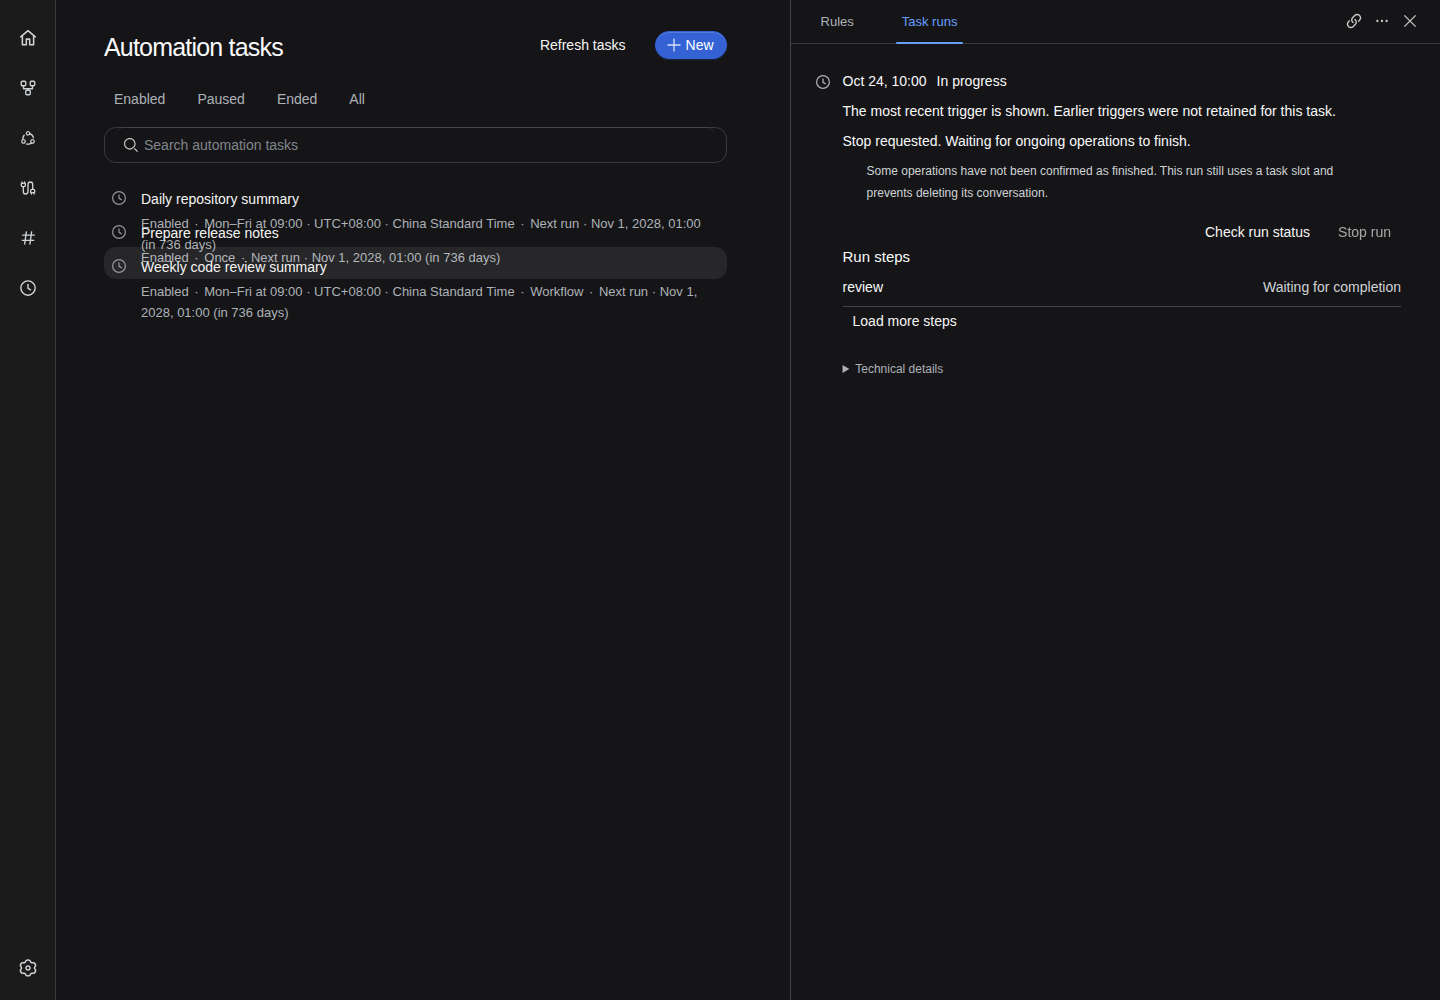 Automation tasks
Refresh tasks
New
Enabled
Paused
Ended
All
Search automation tasks
Daily repository summary
Enabled · Mon–Fri at 09:00 · UTC+08:00 · China Standard Time · Next run · Nov 1, 2028, 01:00
(in 736 days)
Prepare release notes
Enabled · Once · Next run · Nov 1, 2028, 01:00 (in 736 days)
Weekly code review summary
Enabled · Mon–Fri at 09:00 · UTC+08:00 · China Standard Time · Workflow · Next run · Nov 1,
2028, 01:00 (in 736 days)
Rules
Task runs
Oct 24, 10:00 In progress
The most recent trigger is shown. Earlier triggers were not retained for this task.
Stop requested. Waiting for ongoing operations to finish.
Some operations have not been confirmed as finished. This run still uses a task slot and
prevents deleting its conversation.
Check run status
Stop run
Run steps
review
Waiting for completion
Load more steps
Technical details